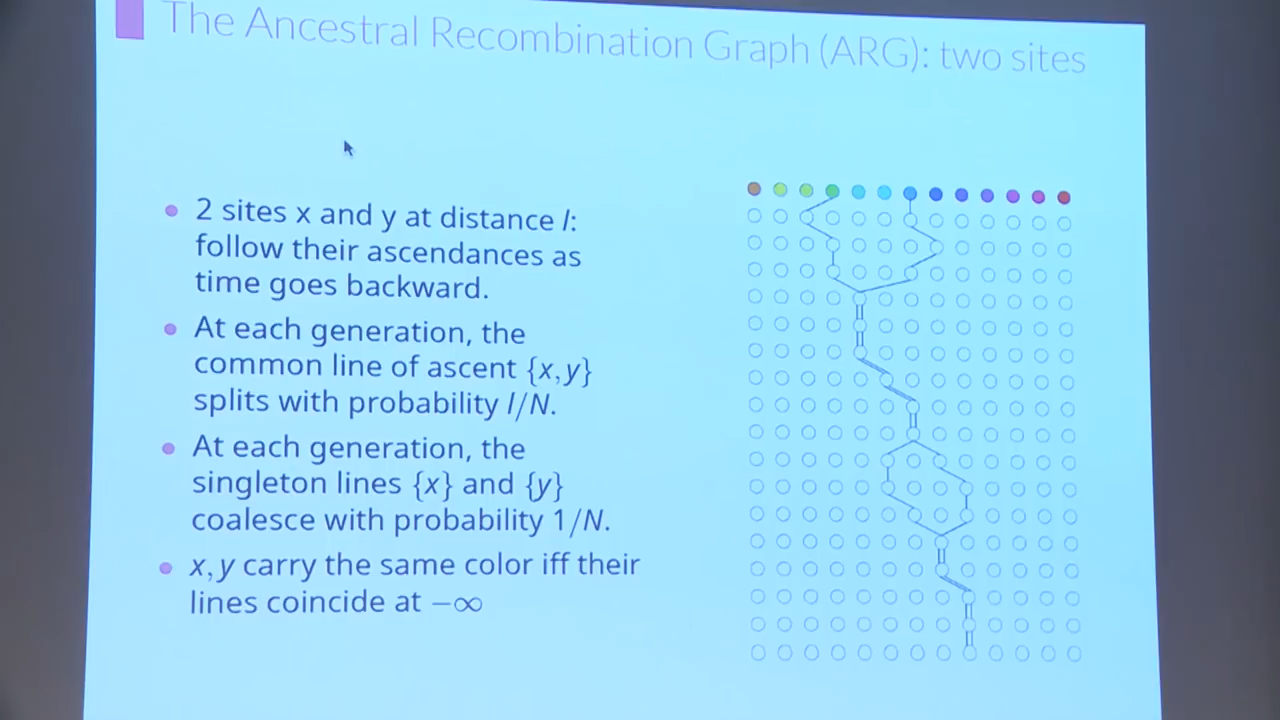 The Ancestral Recombination Graph (ARG): two sites
2 sites x and y at distance l:
follow their ascendances as
time goes backward.
At each generation, the
common line of ascent {x,y}
splits with probability l/N.
At each generation, the
singleton lines {x} and {y}
coalesce with probability 1/N.
x, y carry the same color iff their
lines coincide at −∞